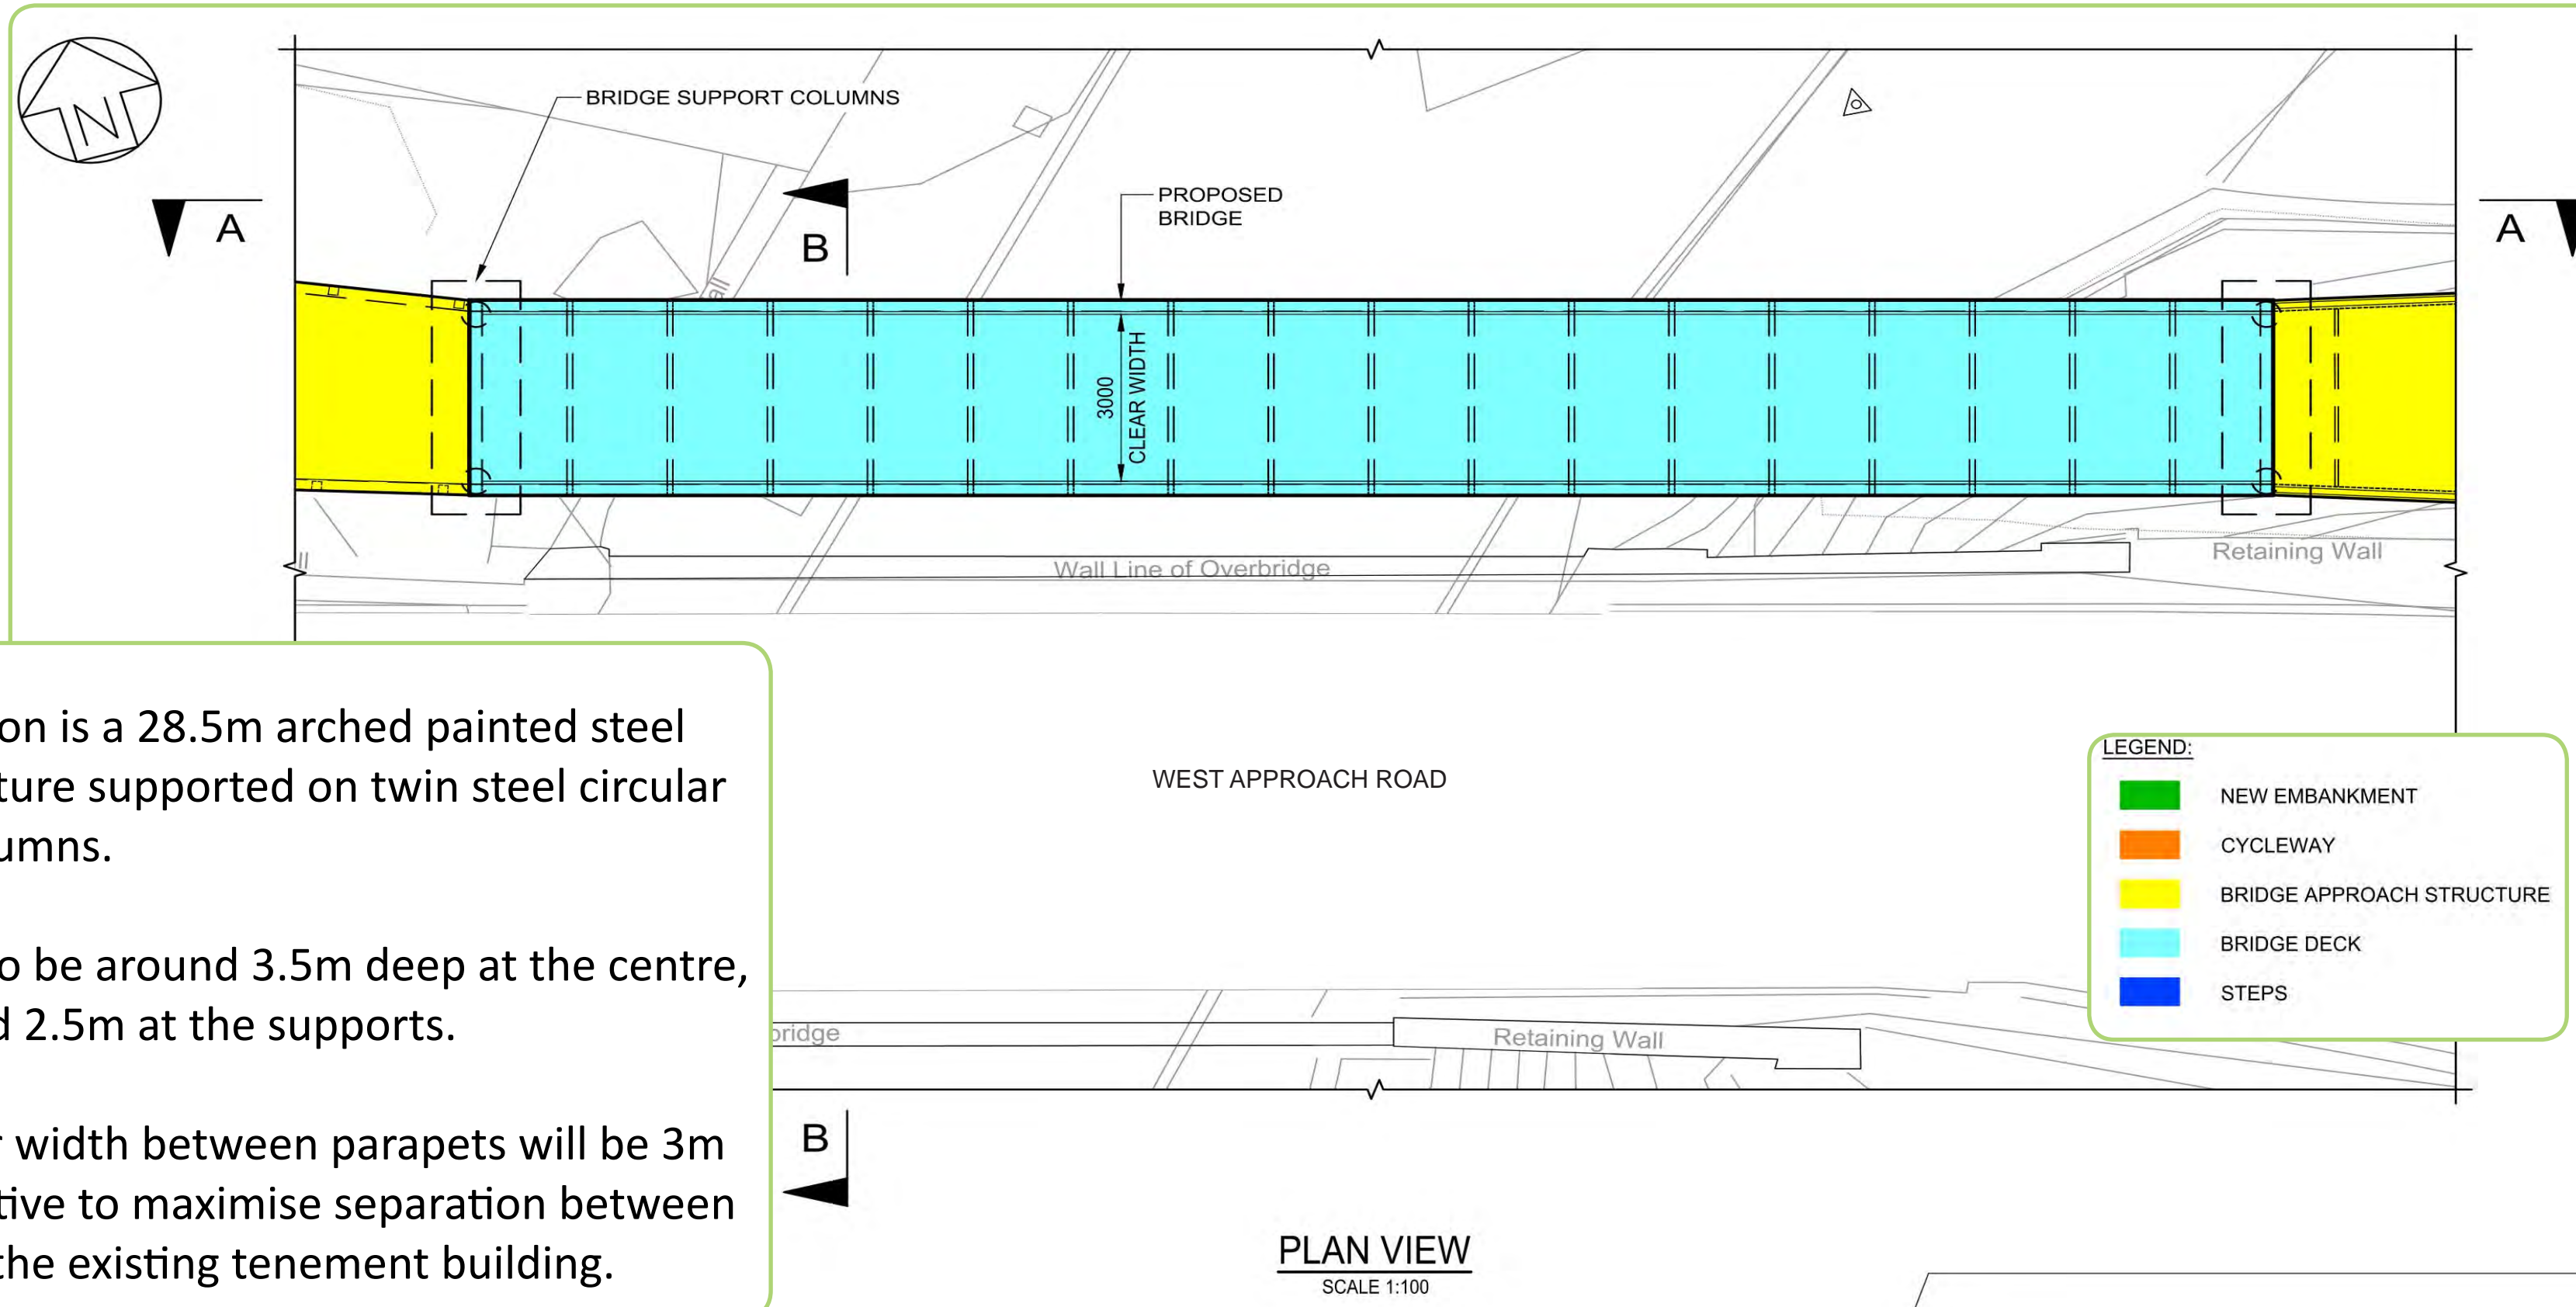 N
BRIDGE SUPPORT COLUMNS
A
B
PROPOSED
BRIDGE
A
all
3000
CLEAR WIDTH
Wall Line of Overbridge
Retaining Wall
ll
on is a 28.5m arched painted steel
ture supported on twin steel circular
umns.
o be around 3.5m deep at the centre,
d 2.5m at the supports.
r width between parapets will be 3m
tive to maximise separation between
the existing tenement building.
WEST APPROACH ROAD
LEGEND:
NEW EMBANKMENT
CYCLEWAY
BRIDGE APPROACH STRUCTURE
BRIDGE DECK
STEPS
bridge
Retaining Wall
B
PLAN VIEW
SCALE 1:100